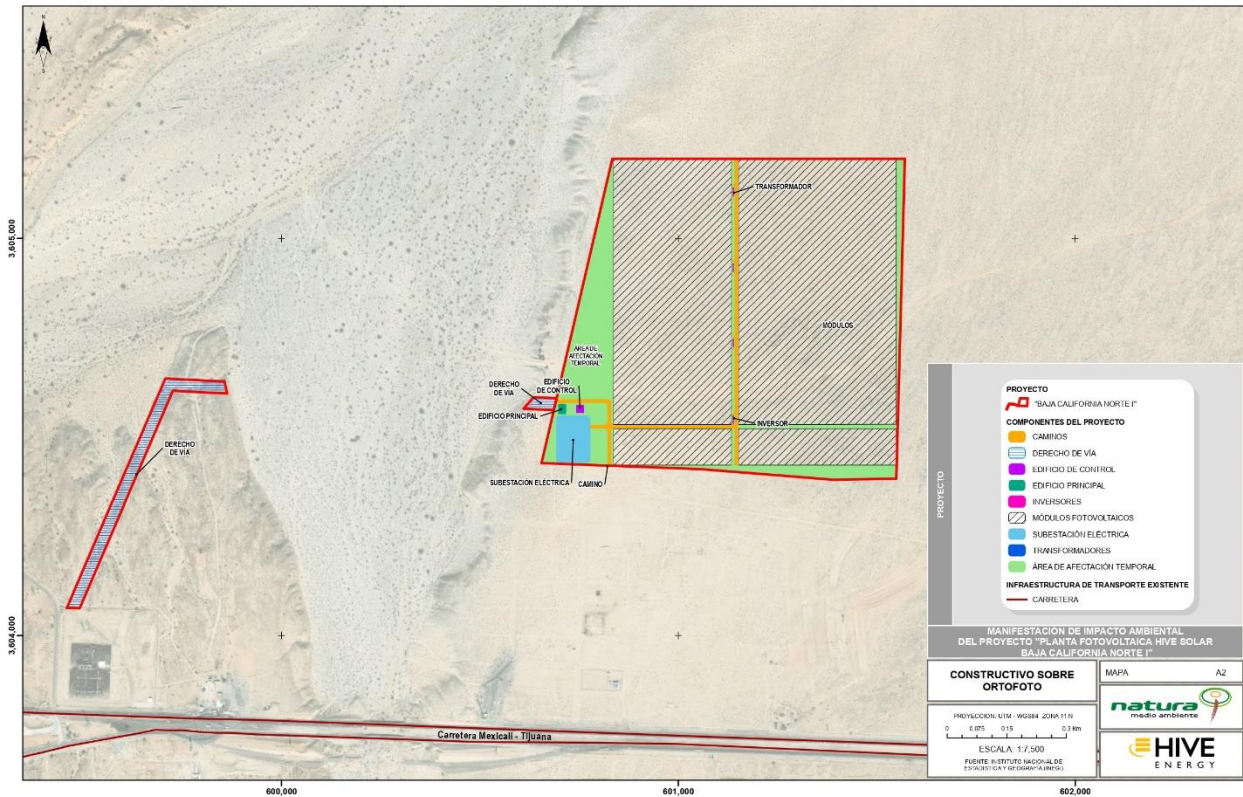 N
3,605,000
3,604,000
600,000
601,000
602,000
TRANSFORMADOR
MÓDULOS
ÁREA DE
AFECTACIÓN
TEMPORAL
DERECHO
DE VÍA
EDIFICIO
DE CONTROL
EDIFICIO PRINCIPAL
INVERSOR
SUBESTACIÓN ELÉCTRICA
CAMINO
DERECHO
DE VÍA
Carretera Mexicali - Tijuana
PROYECTO
PROYECTO
"BAJA CALIFORNIA NORTE I"
COMPONENTES DEL PROYECTO
CAMINOS
DERECHO DE VÍA
EDIFICIO DE CONTROL
EDIFICIO PRINCIPAL
INVERSORES
MÓDULOS FOTOVOLTAICOS
SUBESTACIÓN ELÉCTRICA
TRANSFORMADORES
ÁREA DE AFECTACIÓN TEMPORAL
INFRAESTRUCTURA DE TRANSPORTE EXISTENTE
CARRETERA
MANIFESTACIÓN DE IMPACTO AMBIENTAL
DEL PROYECTO "PLANTA FOTOVOLTAICA HIVE SOLAR
BAJA CALIFORNIA NORTE I"
CONSTRUCTIVO SOBRE
ORTOFOTO
MAPA A2
PROYECCIÓN: UTM - WGS84 ZONA 11 N
0 0.075 0.15 0.3 Km
ESCALA: 1:7,500
FUENTE: INSTITUTO NACIONAL DE
ESTADÍSTICA Y GEOGRAFÍA (INEGI)
natura
medio ambiente
HIVE
ENERGY